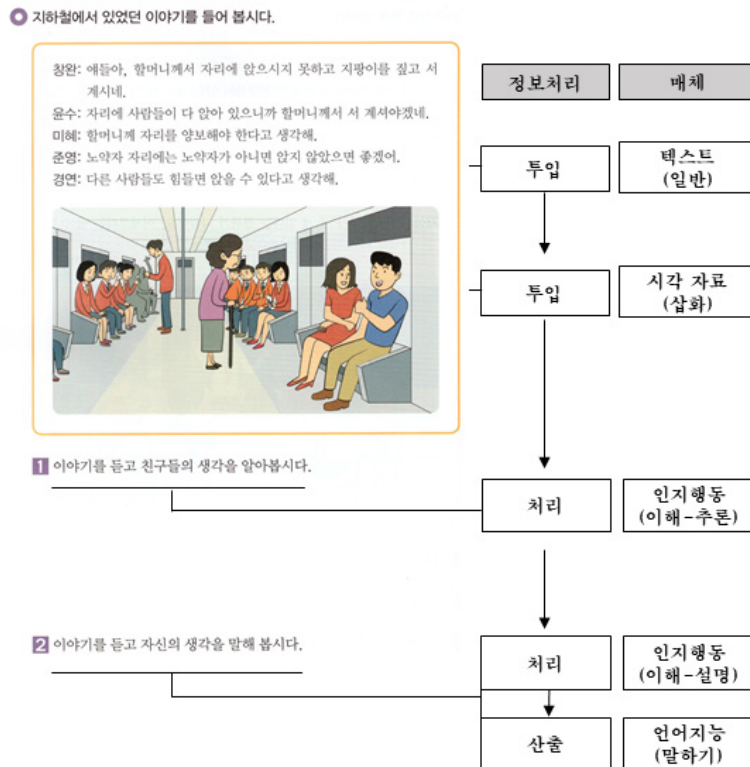 지하철에서 있었던 이야기를 들어 봅시다.
창완: 얘들아, 할머니께서 자리에 앉으시지 못하고 지팡이를 짚고 서
계시네.
윤수: 자리에 사람들이 다 앉아 있으니까 할머니께서 서 계셔야겠네.
미혜: 할머니께 자리를 양보해야 한다고 생각해.
준영: 노약자 자리에는 노약자가 아니면 앉지 않았으면 좋겠어.
경연: 다른 사람들도 힘들면 앉을 수 있다고 생각해.
정보처리
매체
투입
텍스트
(일반)
투입
시각 자료
(삽화)
1 이야기를 듣고 친구들의 생각을 알아봅시다.
처리
인지행동
(이해-추론)
2 이야기를 듣고 자신의 생각을 말해 봅시다.
처리
인지행동
(이해-설명)
산출
언어지능
(말하기)